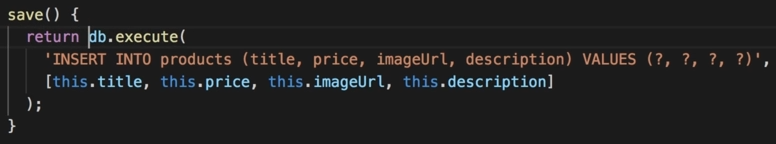 save() {
return db.execute(
'INSERT INTO products (title, price, imageUrl, description) VALUES (?, ?, ?, ?)',
[this.title, this.price, this.imageUrl, this.description]
);
}